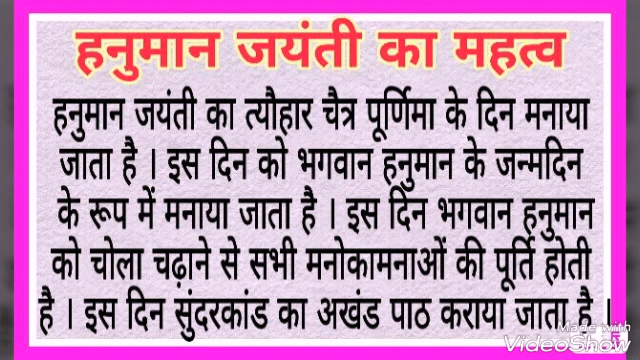 हनुमान जयंती का महत्व
हनुमान जयंती का त्यौहार चैत्र पूर्णिमा के दिन मनाया
जाता है । इस दिन को भगवान हनुमान के जन्मदिन
के रूप में मनाया जाता है । इस दिन भगवान हनुमान
को चोला चढ़ाने से सभी मनोकामनाओं की पूर्ति होती
है । इस दिन सुंदरकांड का अखंड पाठ कराया जाता है ।
Made with
VideoShow